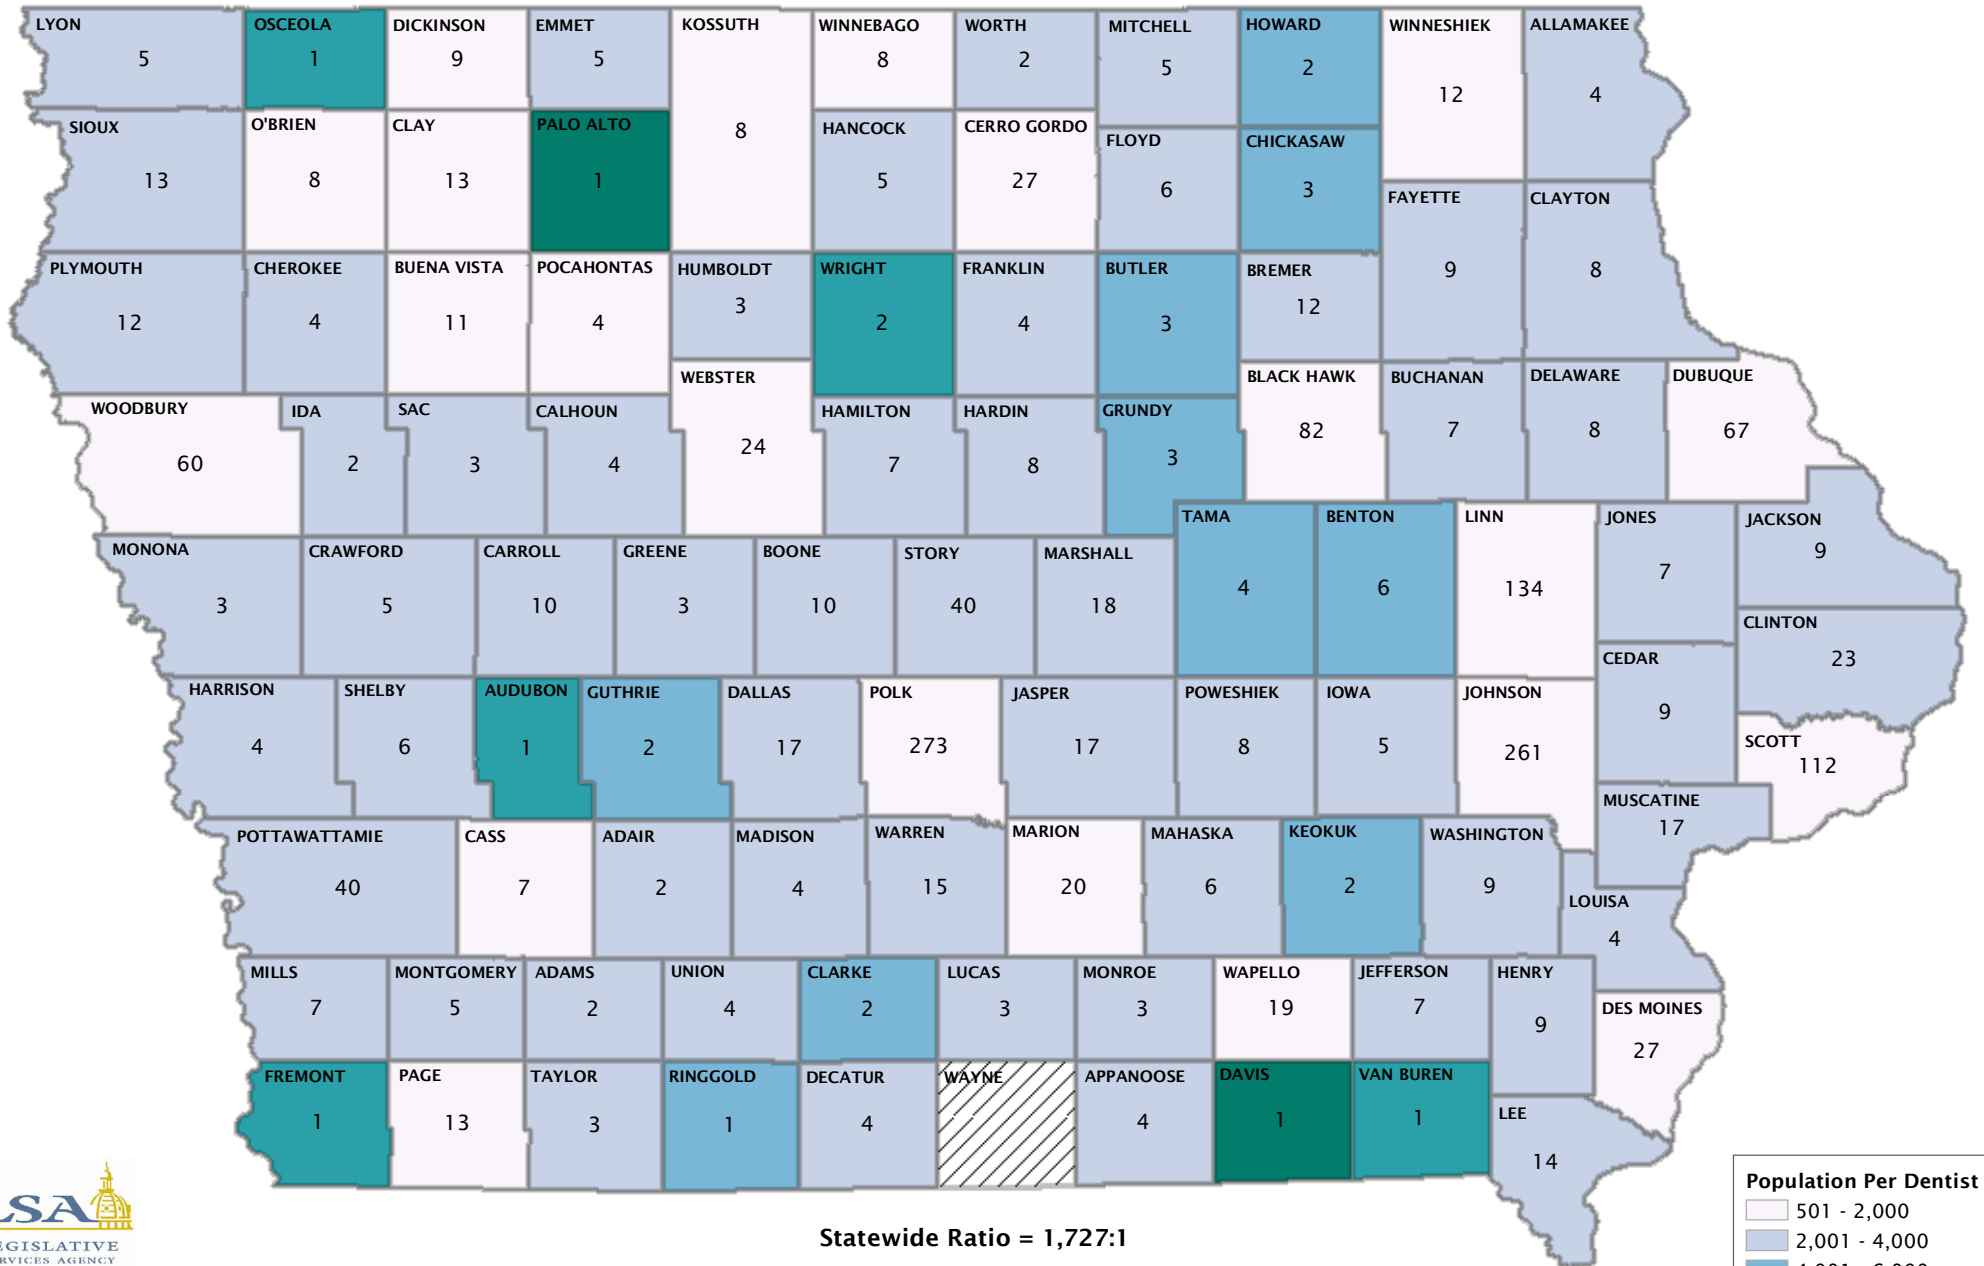 LYON OSCEOLA DICKINSON EMMET KOSSUTH WINNEBAGO WORTH MITCHELL HOWARD WINNESHIEK ALLAMAKEE
5 1 9 5 8 8 2 5 2 12 4
SIOUX O'BRIEN CLAY PALO ALTO HANCOCK CERRO GORDO FLOYD CHICKASAW
13 8 13 1 5 27 6 3
FAYETTE CLAYTON
9 8
PLYMOUTH CHEROKEE BUENA VISTA POCAHONTAS HUMBOLDT WRIGHT FRANKLIN BUTLER BREMER
12 4 11 4 3 2 4 3 12
WEBSTER BLACK HAWK BUCHANAN DELAWARE DUBUQUE
24 82 7 8 67
WOODBURY IDA SAC CALHOUN HAMILTON HARDIN GRUNDY
60 2 3 4 7 8 3
TAMA BENTON LINN JONES JACKSON
4 6 134 7 9
MONONA CRAWFORD CARROLL GREENE BOONE STORY MARSHALL
3 5 10 3 10 40 18
CLINTON
23
CEDAR
9
HARRISON SHELBY AUDUBON GUTHRIE DALLAS POLK JASPER POWESHIEK IOWA JOHNSON
4 6 1 2 17 273 17 8 5 261
SCOTT
112
MUSCATINE
17
POTTAWATTAMIE CASS ADAIR MADISON WARREN MARION MAHASKA KEOKUK WASHINGTON
40 7 2 4 15 20 6 2 9
LOUISA
4
MILLS MONTGOMERY ADAMS UNION CLARKE LUCAS MONROE WAPELLO JEFFERSON HENRY
7 5 2 4 2 3 3 19 7 9
DES MOINES
27
FREMONT PAGE TAYLOR RINGGOLD DECATUR WAYNE APPANOOSE DAVIS VAN BUREN
1 13 3 1 4 4 1 1
LEE
14
SA
EGISLATIVE
RVICES AGENCY
Statewide Ratio = 1,727:1
Population Per Dentist
501 - 2,000
2,001 - 4,000